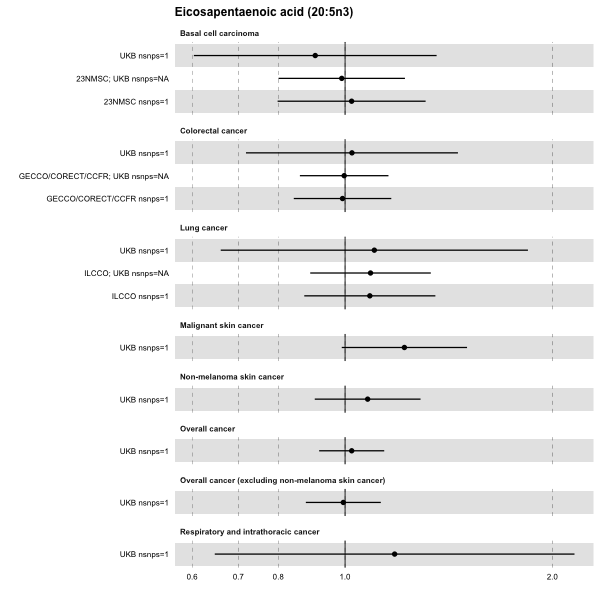 Eicosapentaenoic acid (20:5n3)
Basal cell carcinoma
UKB nsnps=1
23NMSC; UKB nsnps=NA
23NMSC nsnps=1
Colorectal cancer
UKB nsnps=1
GECCO/CORECT/CCFR; UKB nsnps=NA
GECCO/CORECT/CCFR nsnps=1
Lung cancer
UKB nsnps=1
ILCCO; UKB nsnps=NA
ILCCO nsnps=1
Malignant skin cancer
UKB nsnps=1
Non-melanoma skin cancer
UKB nsnps=1
Overall cancer
UKB nsnps=1
Overall cancer (excluding non-melanoma skin cancer)
UKB nsnps=1
Respiratory and intrathoracic cancer
UKB nsnps=1
0.6 0.7 0.8 1.0 2.0